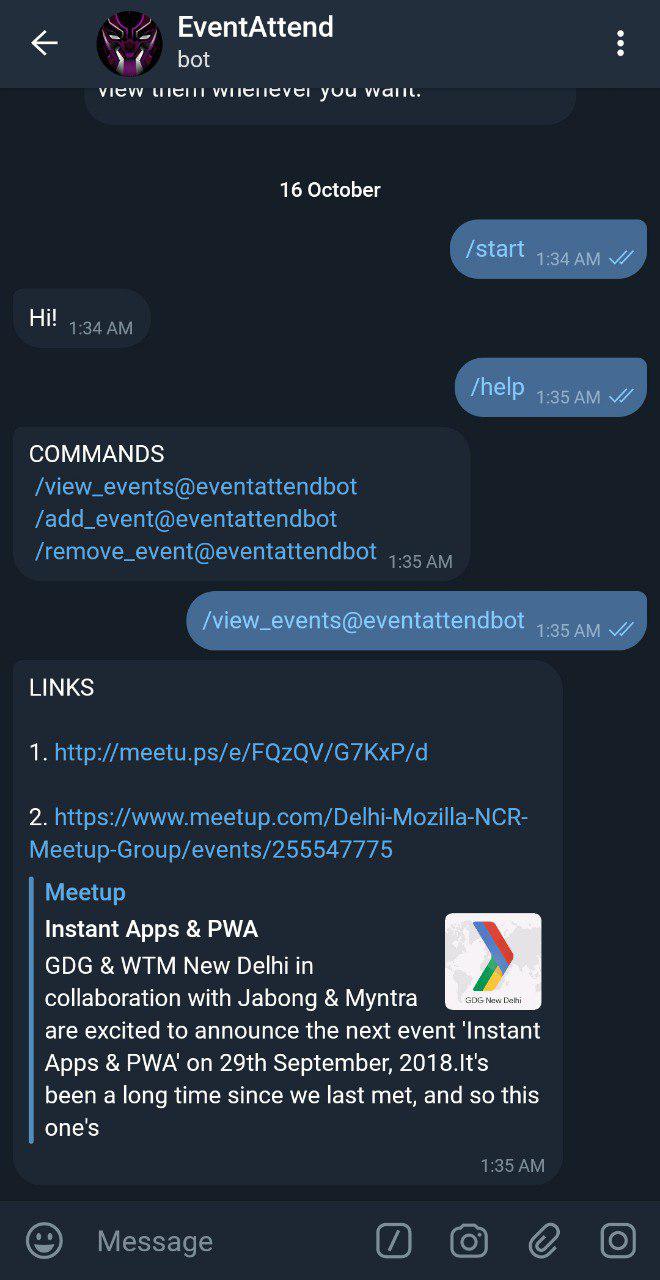 EventAttend
bot
view them whenever you want.
16 October
/start 1:34 AM
Hi! 1:34 AM
/help 1:35 AM
COMMANDS
/view_events@eventattendbot
/add_event@eventattendbot
/remove_event@eventattendbot 1:35 AM
/view_events@eventattendbot 1:35 AM
LINKS
1. http://meetu.ps/e/FQzQV/G7KxP/d
2. https://www.meetup.com/Delhi-Mozilla-NCR-
Meetup-Group/events/255547775
Meetup
Instant Apps & PWA
GDG & WTM New Delhi in
collaboration with Jabong & Myntra
GDG New Delhi
are excited to announce the next event 'Instant
Apps & PWA' on 29th September, 2018.It's
been a long time since we last met, and so this
one's
1:35 AM
Message